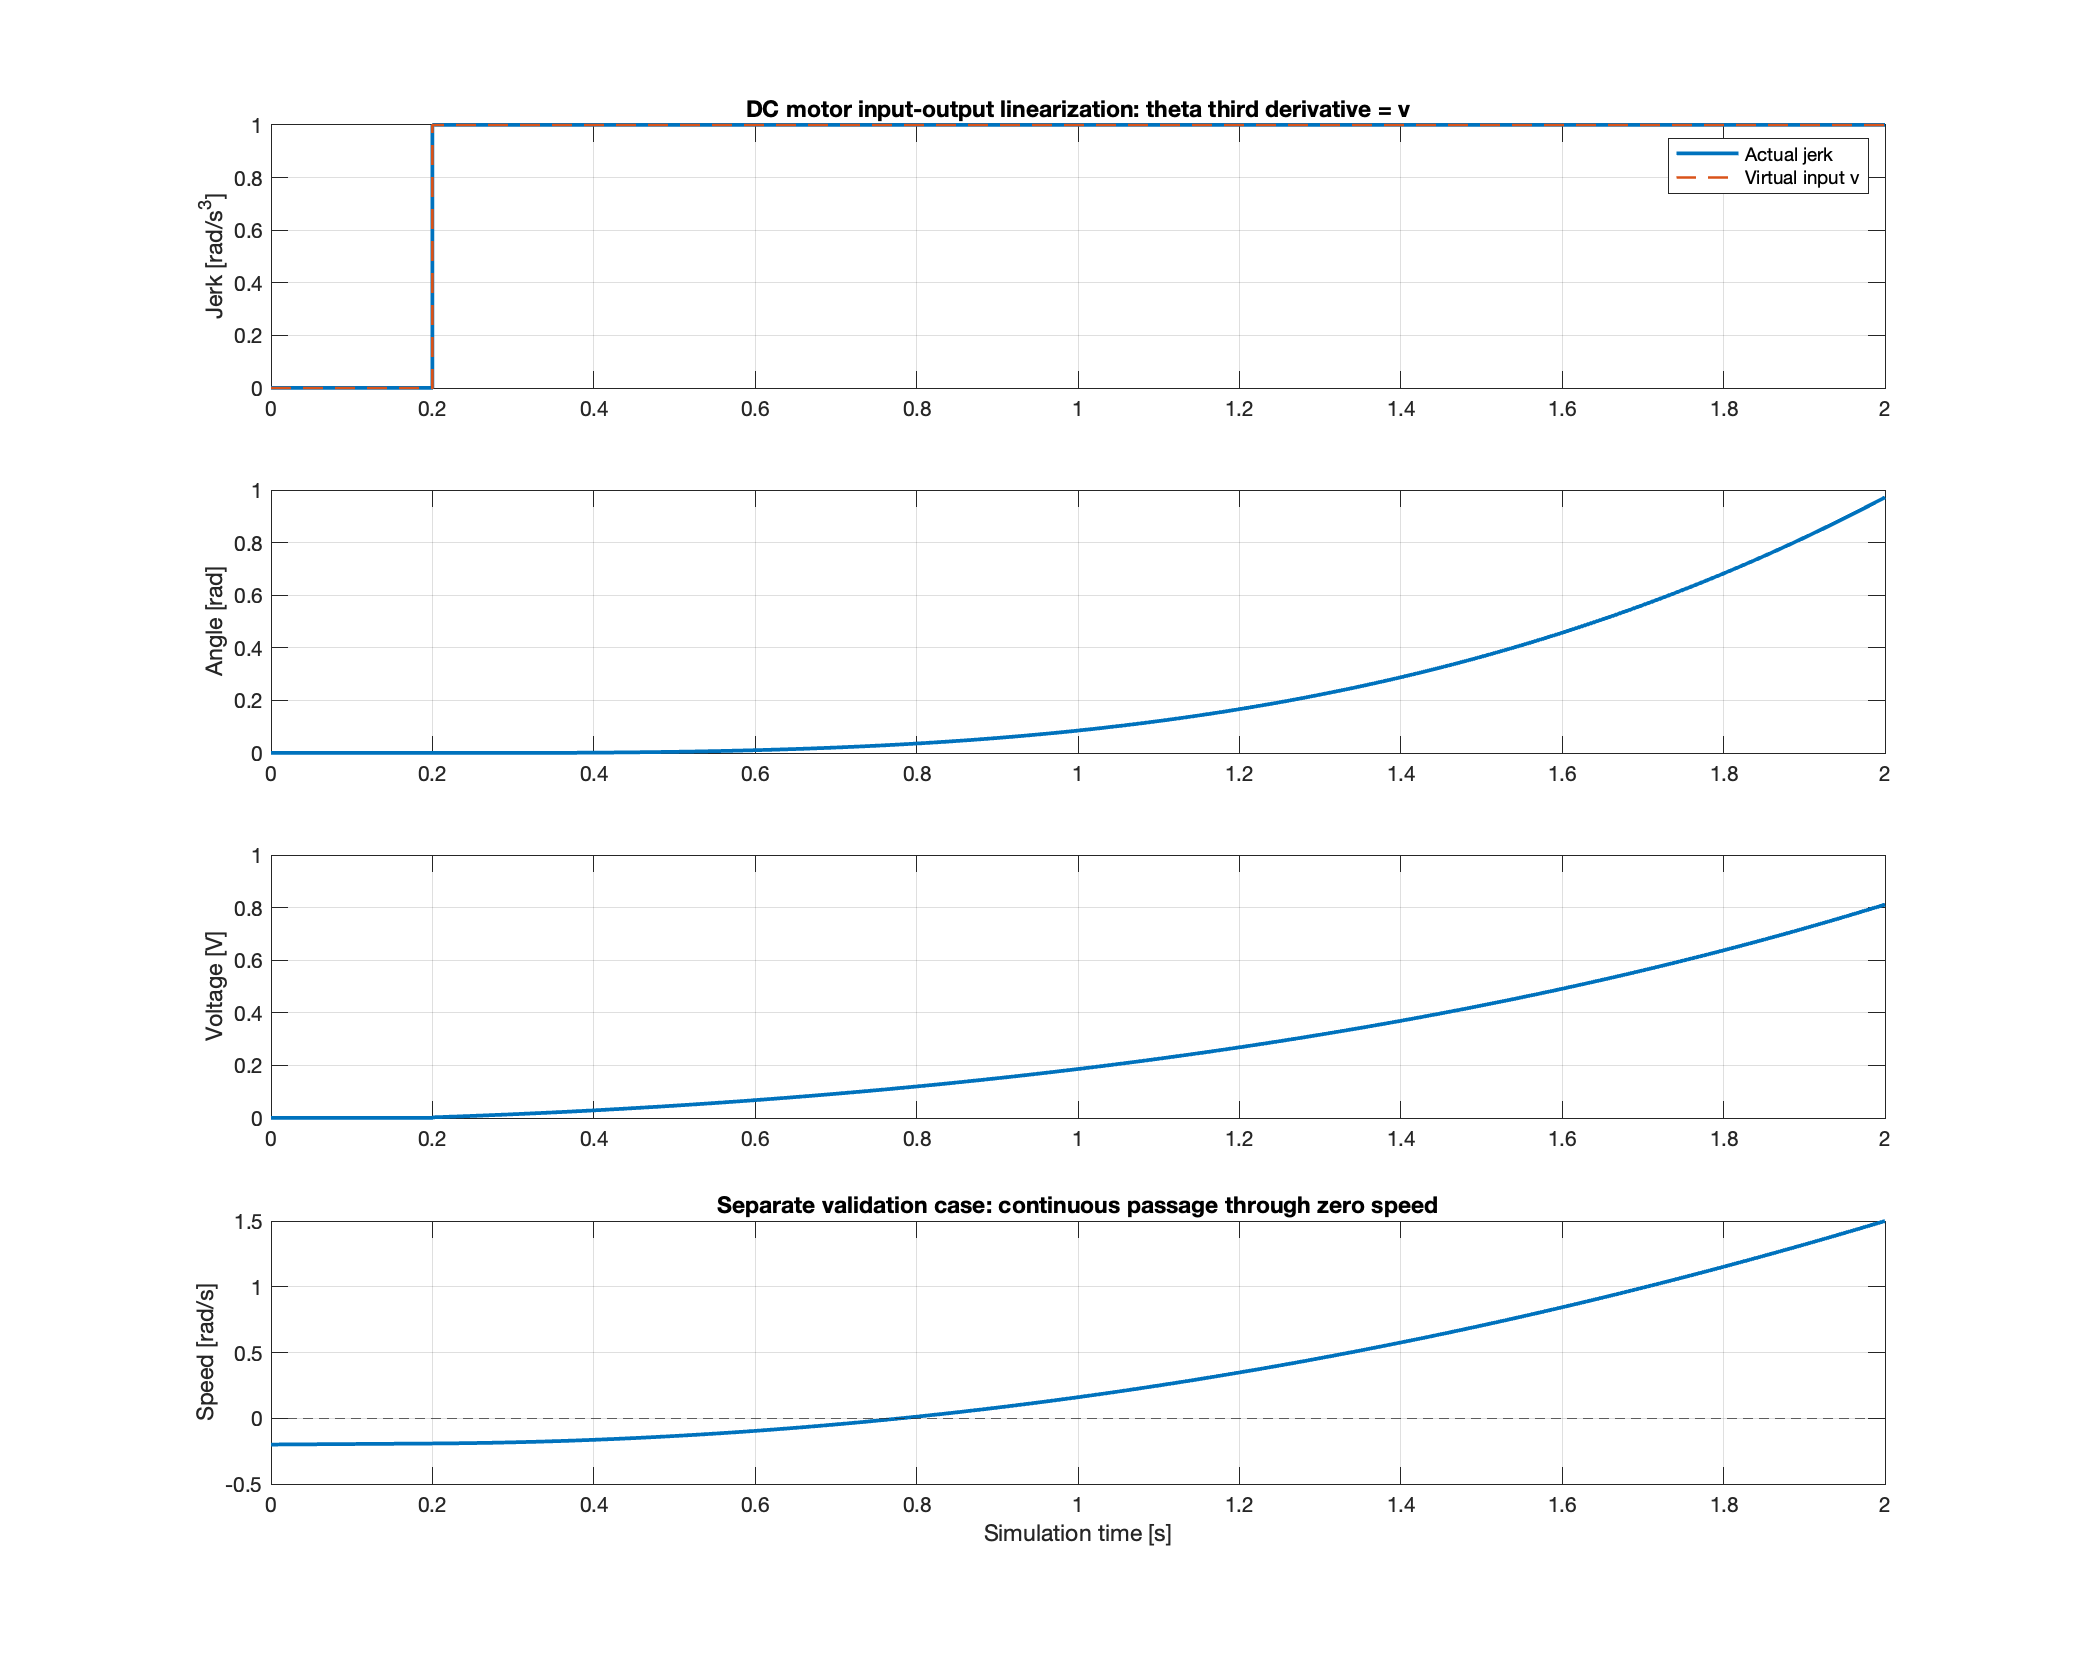 DC motor input-output linearization: theta third derivative = v
Jerk [rad/s³]
1
0.8
0.6
0.4
0.2
0
Actual jerk
Virtual input v
0 0.2 0.4 0.6 0.8 1 1.2 1.4 1.6 1.8 2
Angle [rad]
1
0.8
0.6
0.4
0.2
0
0 0.2 0.4 0.6 0.8 1 1.2 1.4 1.6 1.8 2
Voltage [V]
1
0.8
0.6
0.4
0.2
0
0 0.2 0.4 0.6 0.8 1 1.2 1.4 1.6 1.8 2
Separate validation case: continuous passage through zero speed
Speed [rad/s]
1.5
1
0.5
0
-0.5
0 0.2 0.4 0.6 0.8 1 1.2 1.4 1.6 1.8 2
Simulation time [s]